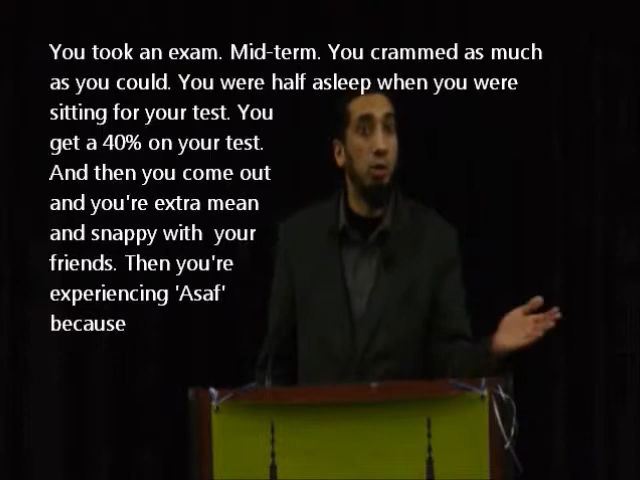 You took an exam. Mid-term. You crammed as much
as you could. You were half asleep when you were
sitting for your test. You
get a 40% on your test.
And then you come out
and you're extra mean
and snappy with  your
friends. Then you're
experiencing 'Asaf'
because